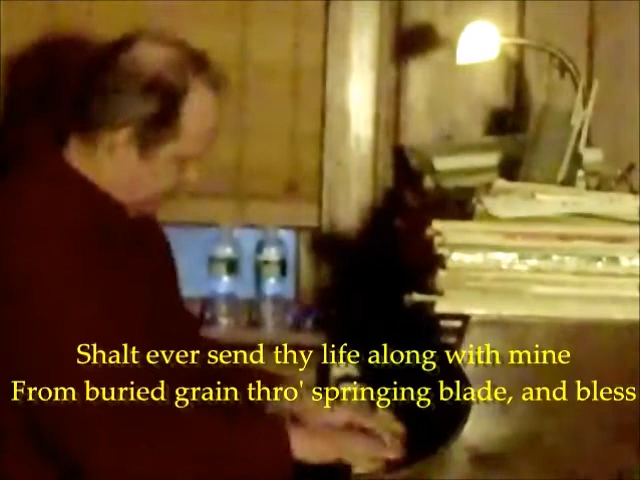 Shalt ever send thy life along with mine
From buried grain thro' springing blade, and bless